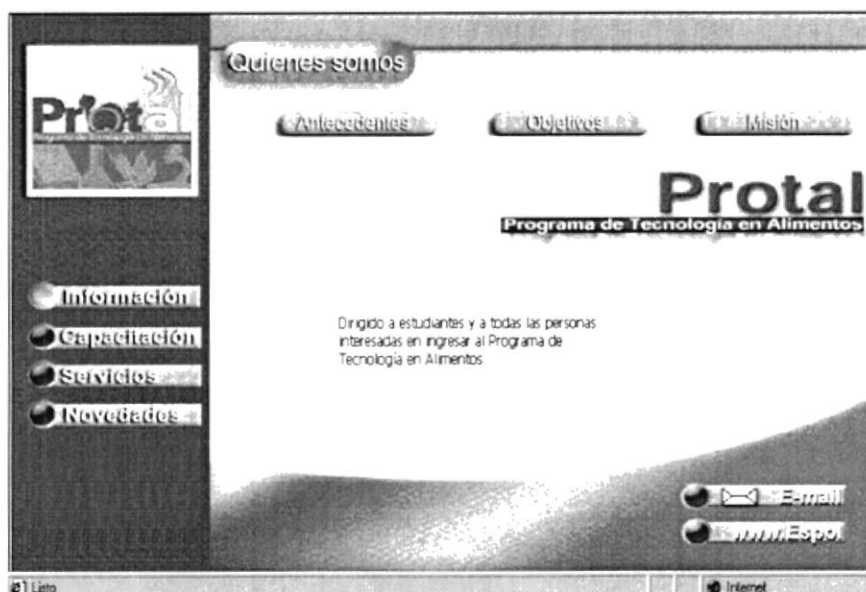 Quienes somos
Protal
Antecedentes
Objetivos
Misión
Protal
Programa de Tecnología en Alimentos
Información
Capacitación
Servicios
Novedades
Dirigido a estudiantes y a todas las personas
interesadas en ingresar al Programa de
Tecnología en Alimentos
E-mail
www.Espol
Listo
Internet